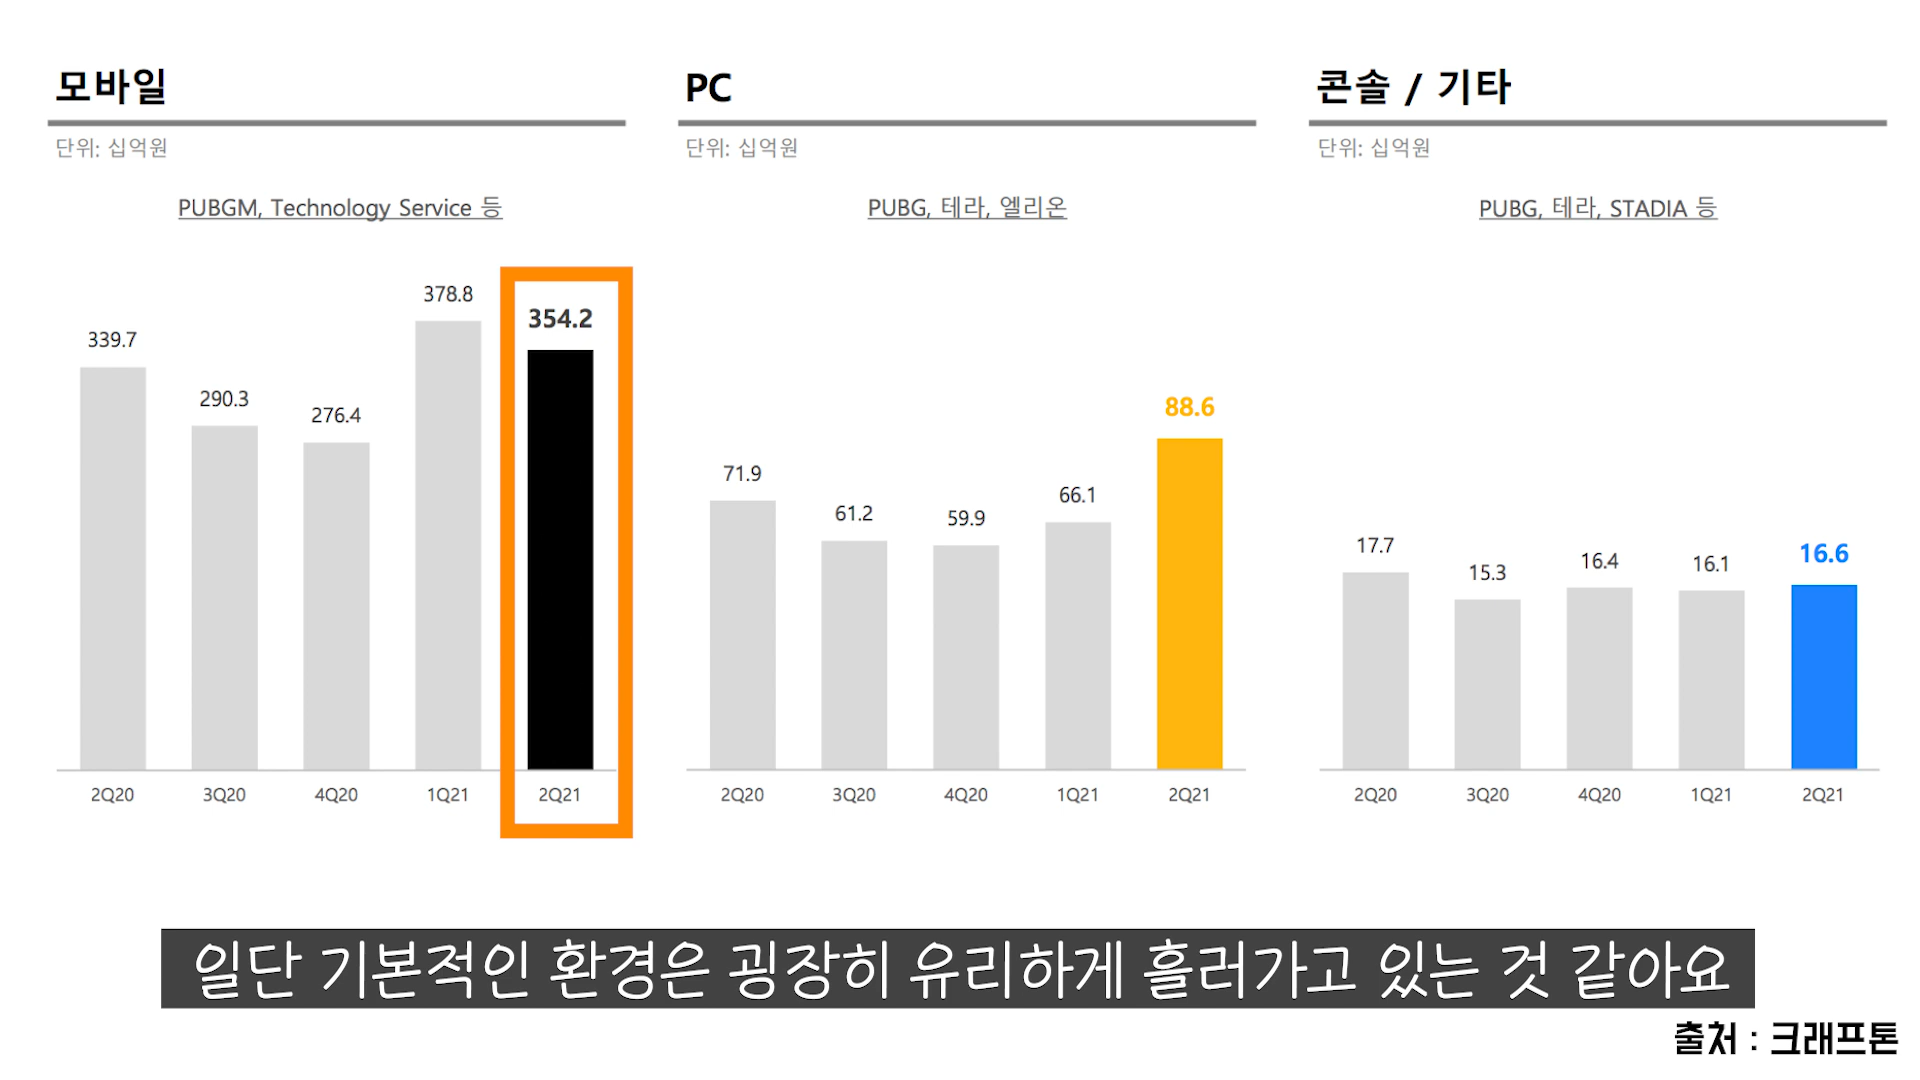 모바일
단위: 십억원
PUBGM, Technology Service 등
339.7
290.3
276.4
378.8
354.2
2Q20
3Q20
4Q20
1Q21
2Q21
PC
단위: 십억원
PUBG, 테라, 엘리온
71.9
61.2
59.9
66.1
88.6
2Q20
3Q20
4Q20
1Q21
2Q21
콘솔 / 기타
단위: 십억원
PUBG, 테라, STADIA 등
17.7
15.3
16.4
16.1
16.6
2Q20
3Q20
4Q20
1Q21
2Q21
일단 기본적인 환경은 굉장히 유리하게 흘러가고 있는 것 같아요
출처 : 크래프톤